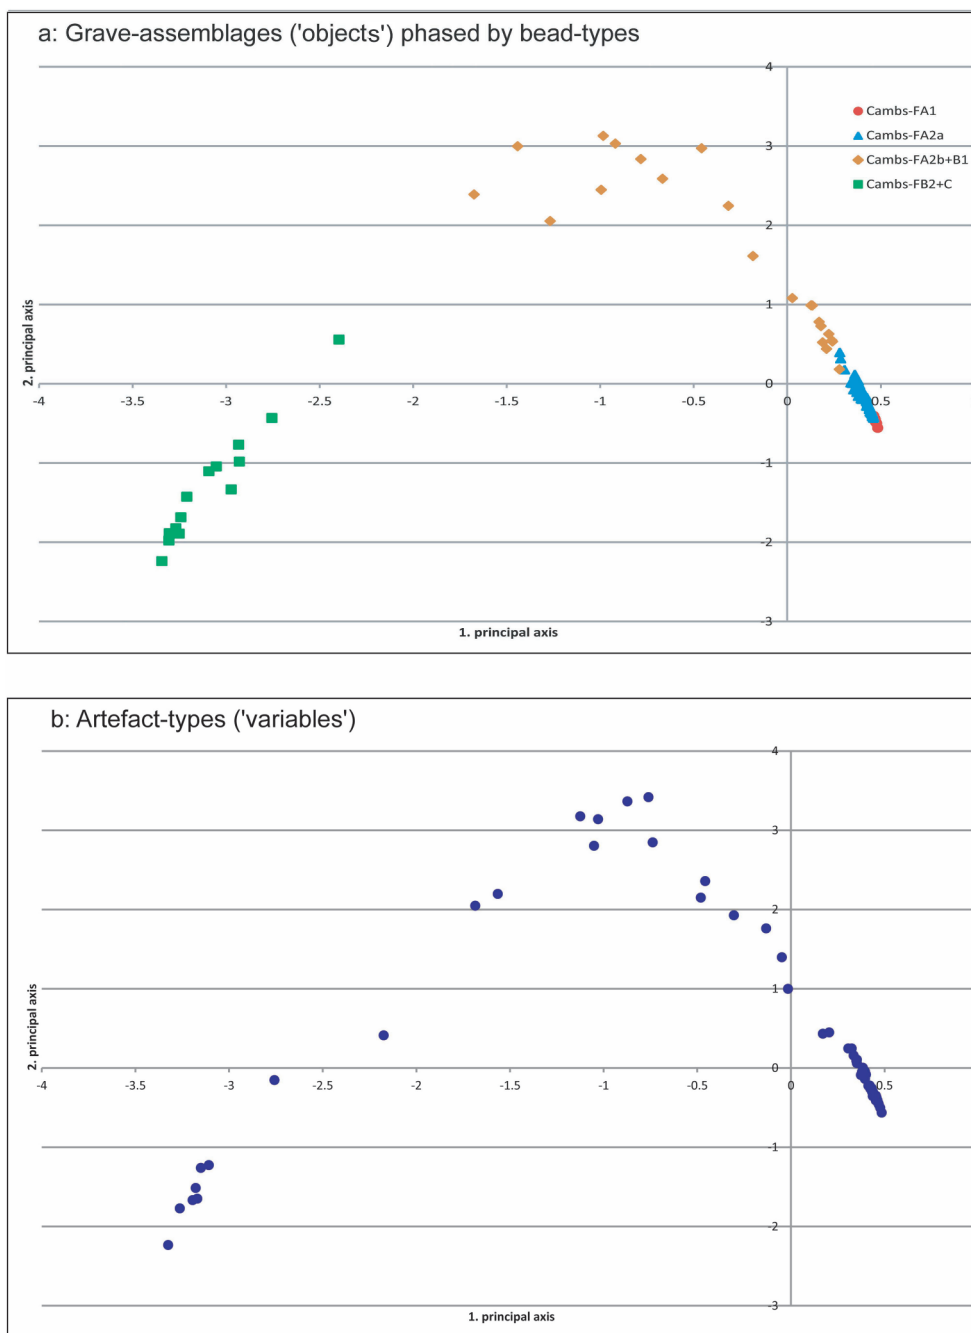 a: Grave-assemblages ('objects') phased by bead-types
4
Cambs-FA1
Cambs-FA2a
3
Cambs-FA2b+B1
Cambs-FB2+C
2
1
0
-4 -3.5 -3 -2.5 -2 -1.5 -1 -0.5 0 0.5
-1
-2
-3
2. principal axis
1. principal axis
b: Artefact-types ('variables')
4
3
2
1
0
-4 -3.5 -3 -2.5 -2 -1.5 -1 -0.5 0 0.5
-1
-2
-3
2. principal axis
1. principal axis